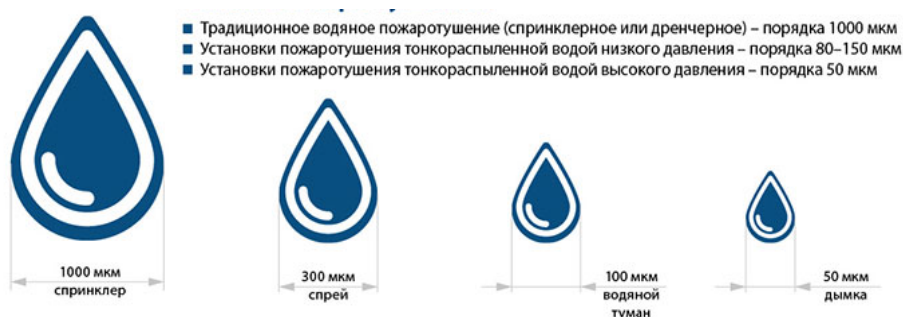 Традиционное водяное пожаротушение (спринклерное или дренчерное) – порядка 1000 мкм
Установки пожаротушения тонкораспыленной водой низкого давления – порядка 80–150 мкм
Установки пожаротушения тонкораспыленной водой высокого давления – порядка 50 мкм
1000 мкм
спринклер
300 мкм
спрей
100 мкм
водяной
туман
50 мкм
дымка